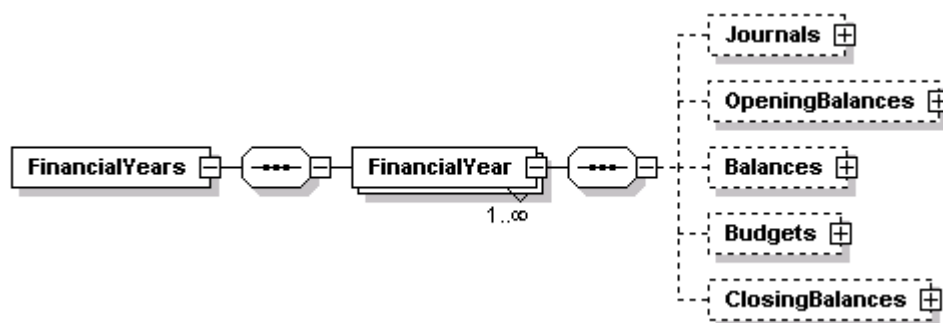 Journals
OpeningBalances
FinancialYears
FinancialYear
1..∞
Balances
Budgets
ClosingBalances